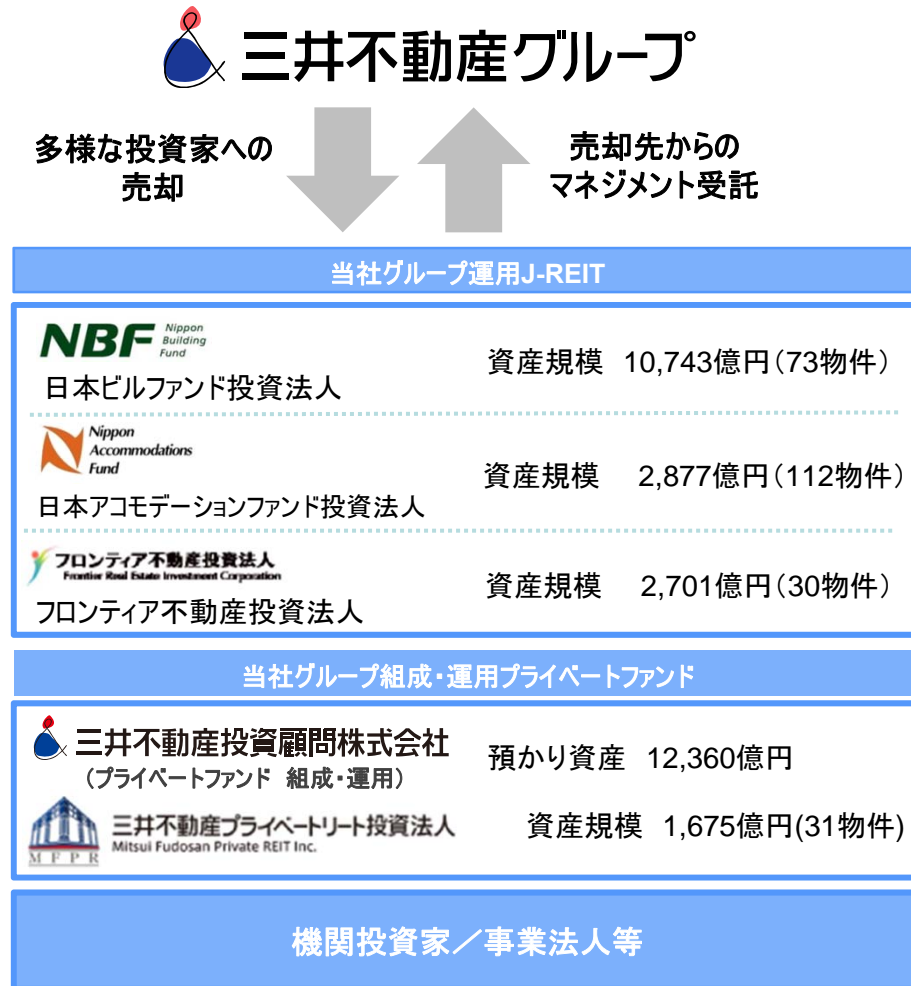 三井不動産グループ
多様な投資家への
売却
売却先からの
マネジメント受託
当社グループ運用J-REIT
NBF Nippon
Building
Fund
日本ビルファンド投資法人
資産規模 10,743億円（73物件）
Nippon
Accommodations
Fund
日本アコモデーションファンド投資法人
資産規模 2,877億円（112物件）
フロンティア不動産投資法人
Frontier Real Estate Investment Corporation
フロンティア不動産投資法人
資産規模 2,701億円（30物件）
当社グループ組成・運用プライベートファンド
三井不動産投資顧問株式会社
（プライベートファンド 組成・運用）
預かり資産 12,360億円
MFPR
三井不動産プライベートリート投資法人
Mitsui Fudosan Private REIT Inc.
資産規模 1,675億円(31物件)
機関投資家／事業法人等